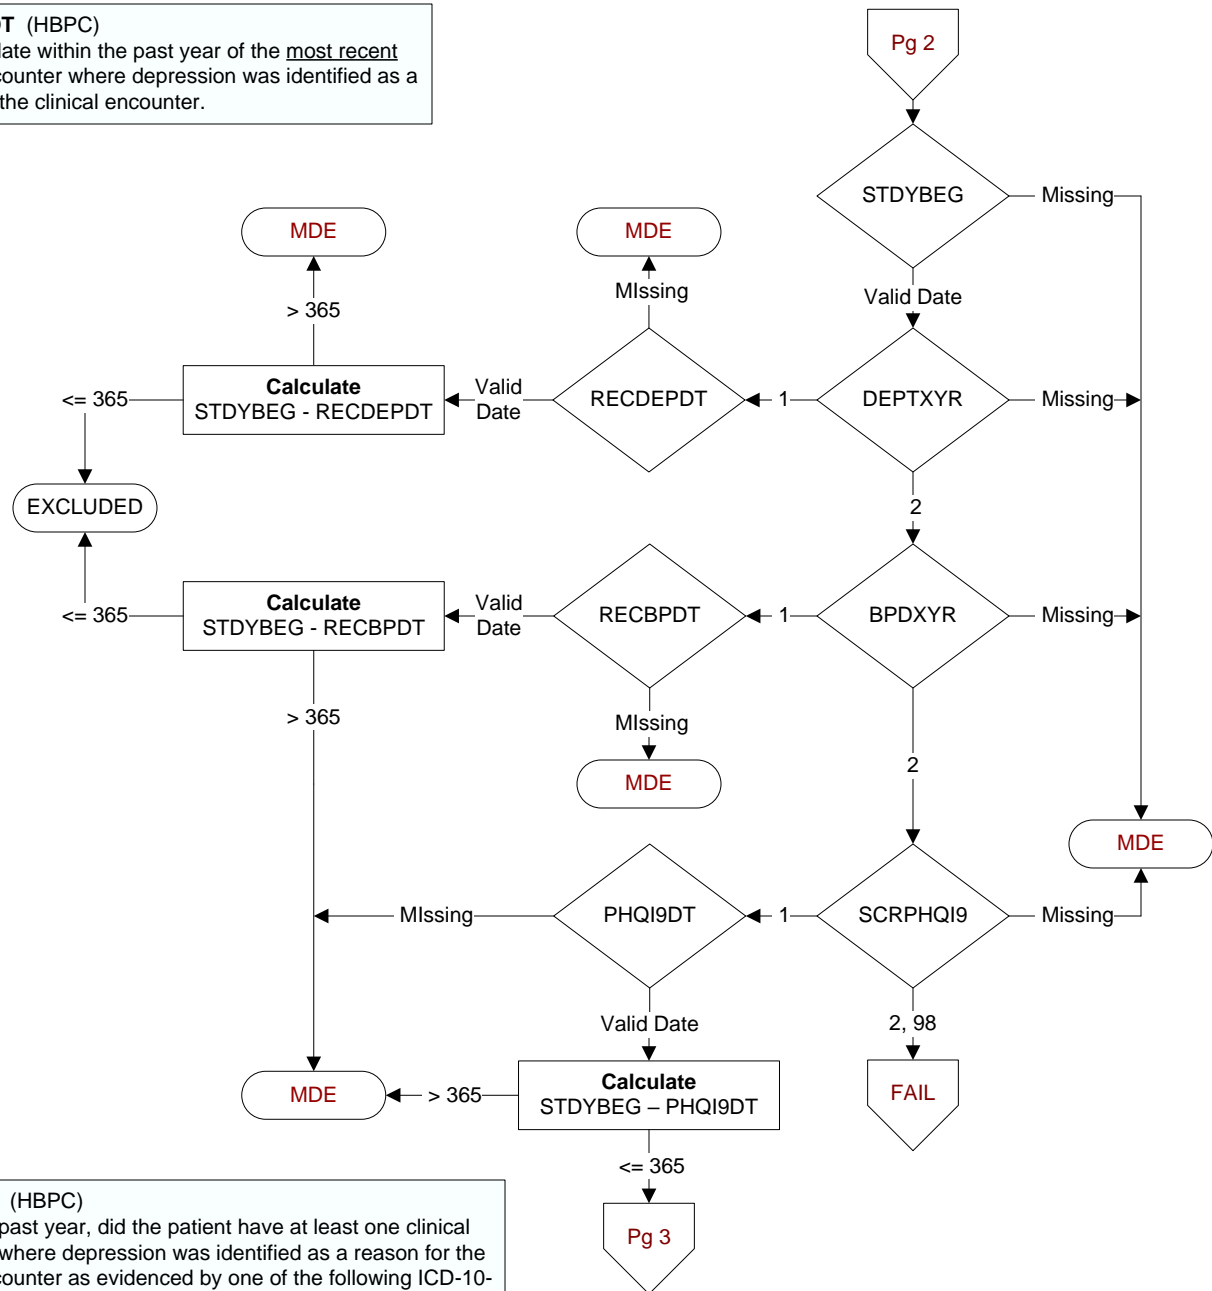 DT (HBPC)
date within the past year of the most recent
counter where depression was identified as a
the clinical encounter.
Pg 2
STDYBEG
Missing
MDE
MDE
MIssing
Valid Date
> 365
Calculate
STDYBEG - RECDEPDT
<= 365
Valid
Date
RECDEPDT
1
DEPTXYR
Missing
EXCLUDED
2
Calculate
STDYBEG - RECBPDT
<= 365
Valid
Date
RECBPDT
1
BPDXYR
Missing
> 365
MIssing
MDE
2
MDE
MIssing
PHQI9DT
1
SCRPHQI9
Missing
Valid Date
2, 98
MDE
> 365
Calculate
STDYBEG – PHQI9DT
FAIL
<= 365
Pg 3
(HBPC)
past year, did the patient have at least one clinical
where depression was identified as a reason for the
counter as evidenced by one of the following ICD-10-